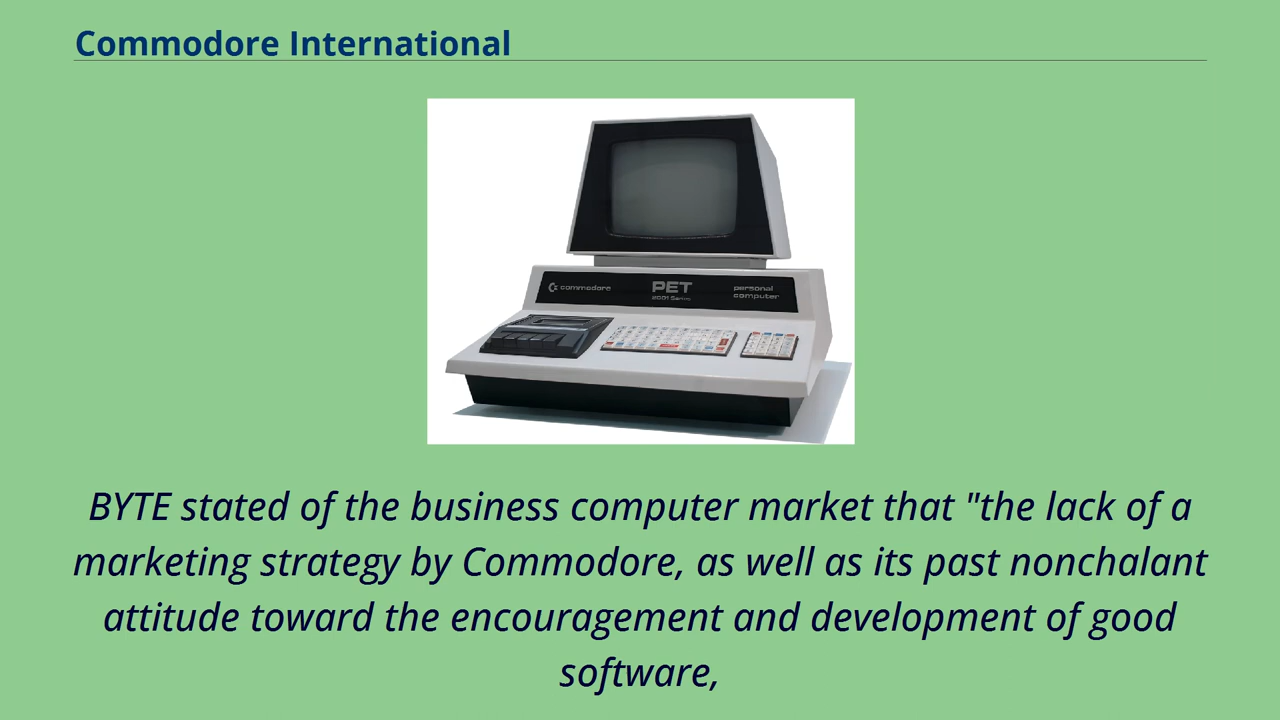 Commodore International
commodore
PET
2001 Series
personal
computer
BYTE stated of the business computer market that "the lack of a
marketing strategy by Commodore, as well as its past nonchalant
attitude toward the encouragement and development of good
software,